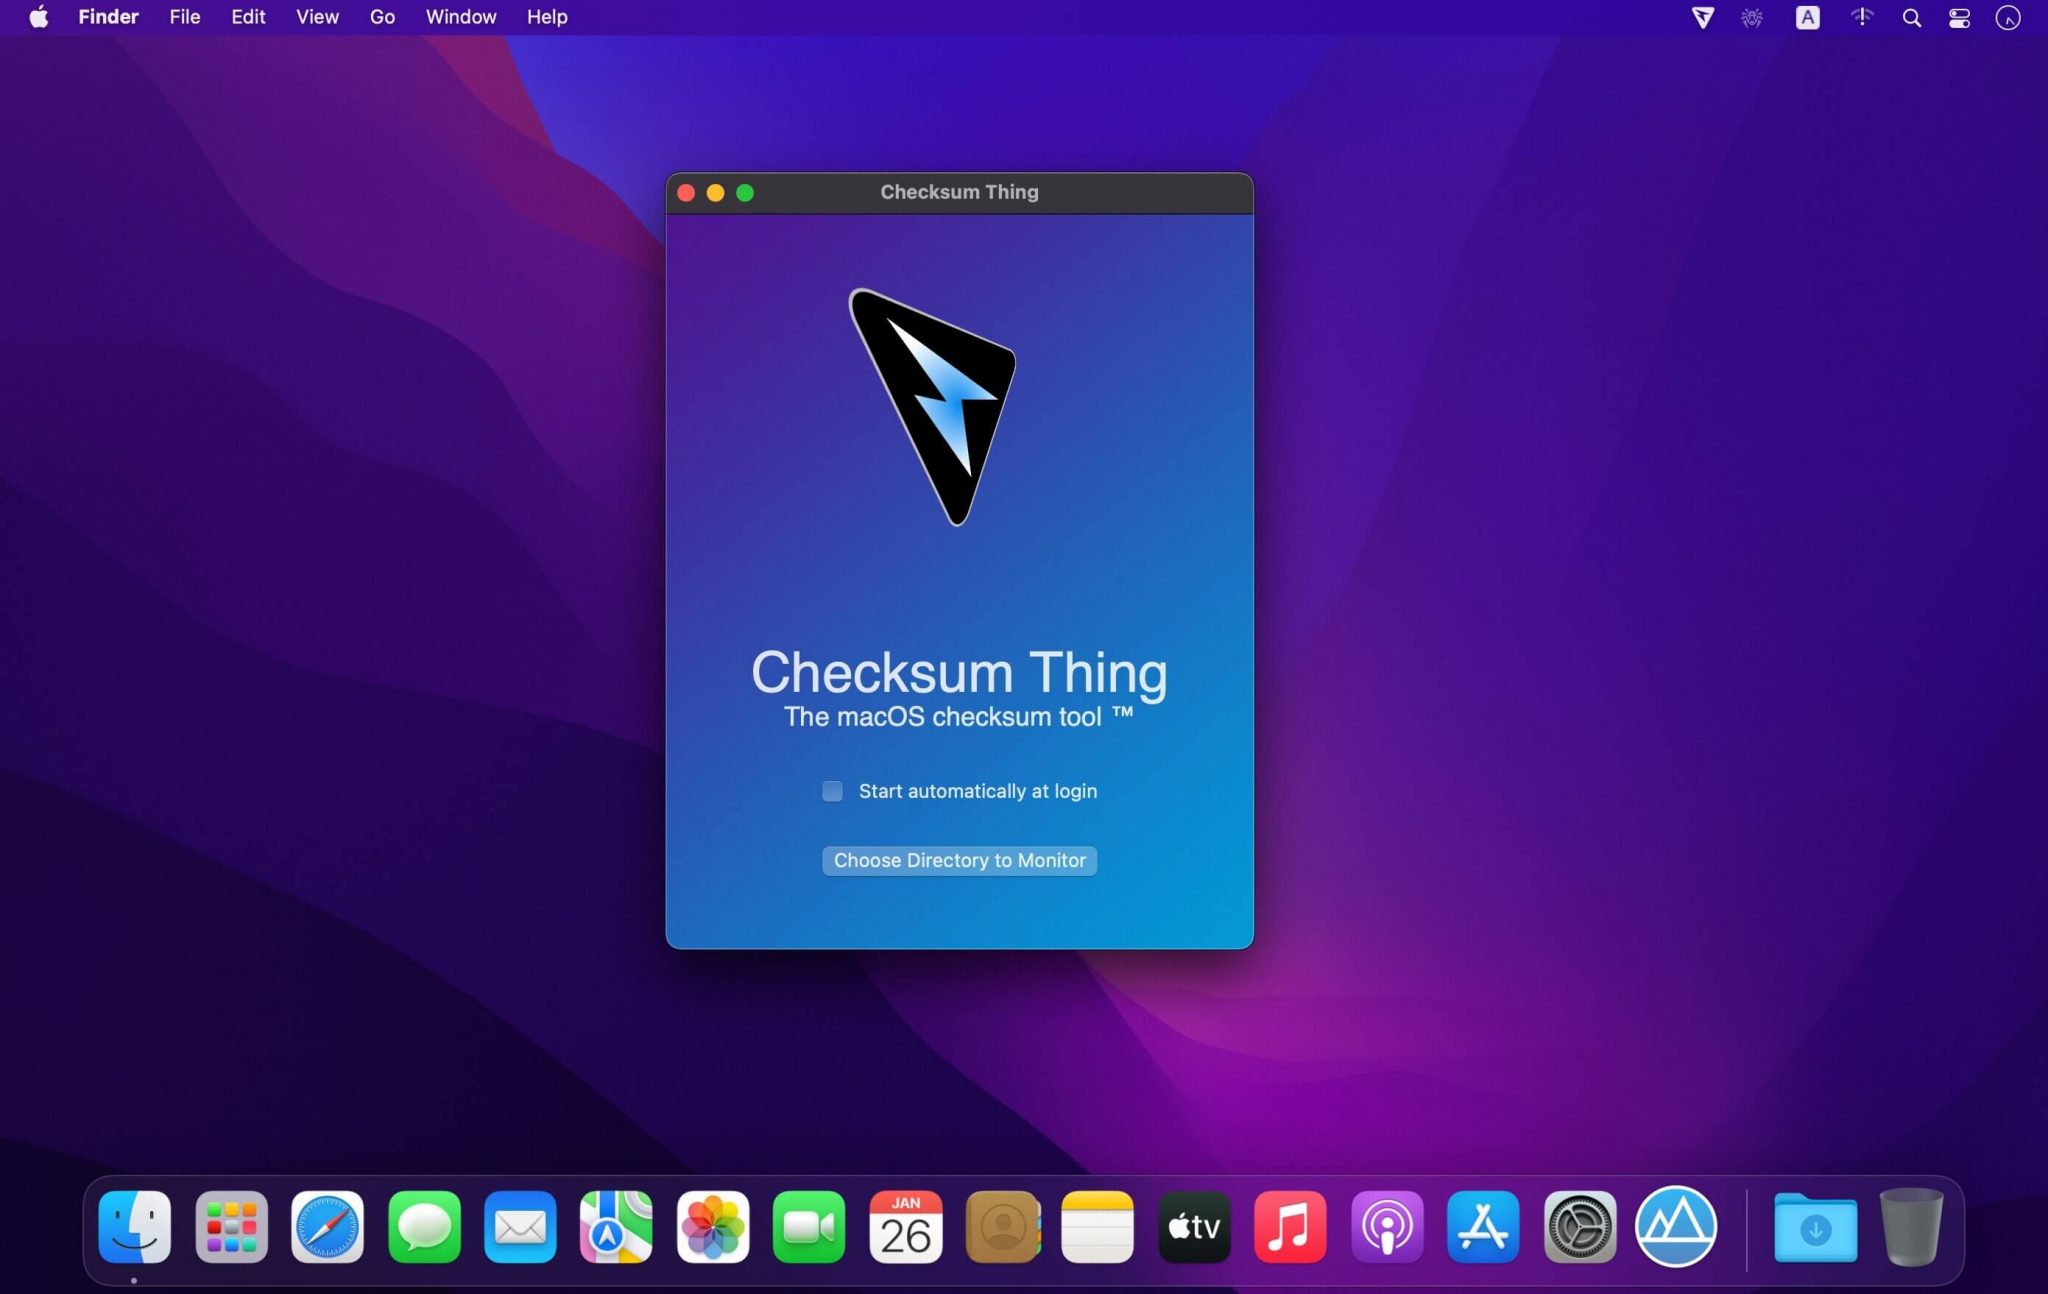 Finder File Edit View Go Window Help
A
Checksum Thing
Checksum Thing
The macOS checksum tool ™
Start automatically at login
Choose Directory to Monitor
JAN
26
tv